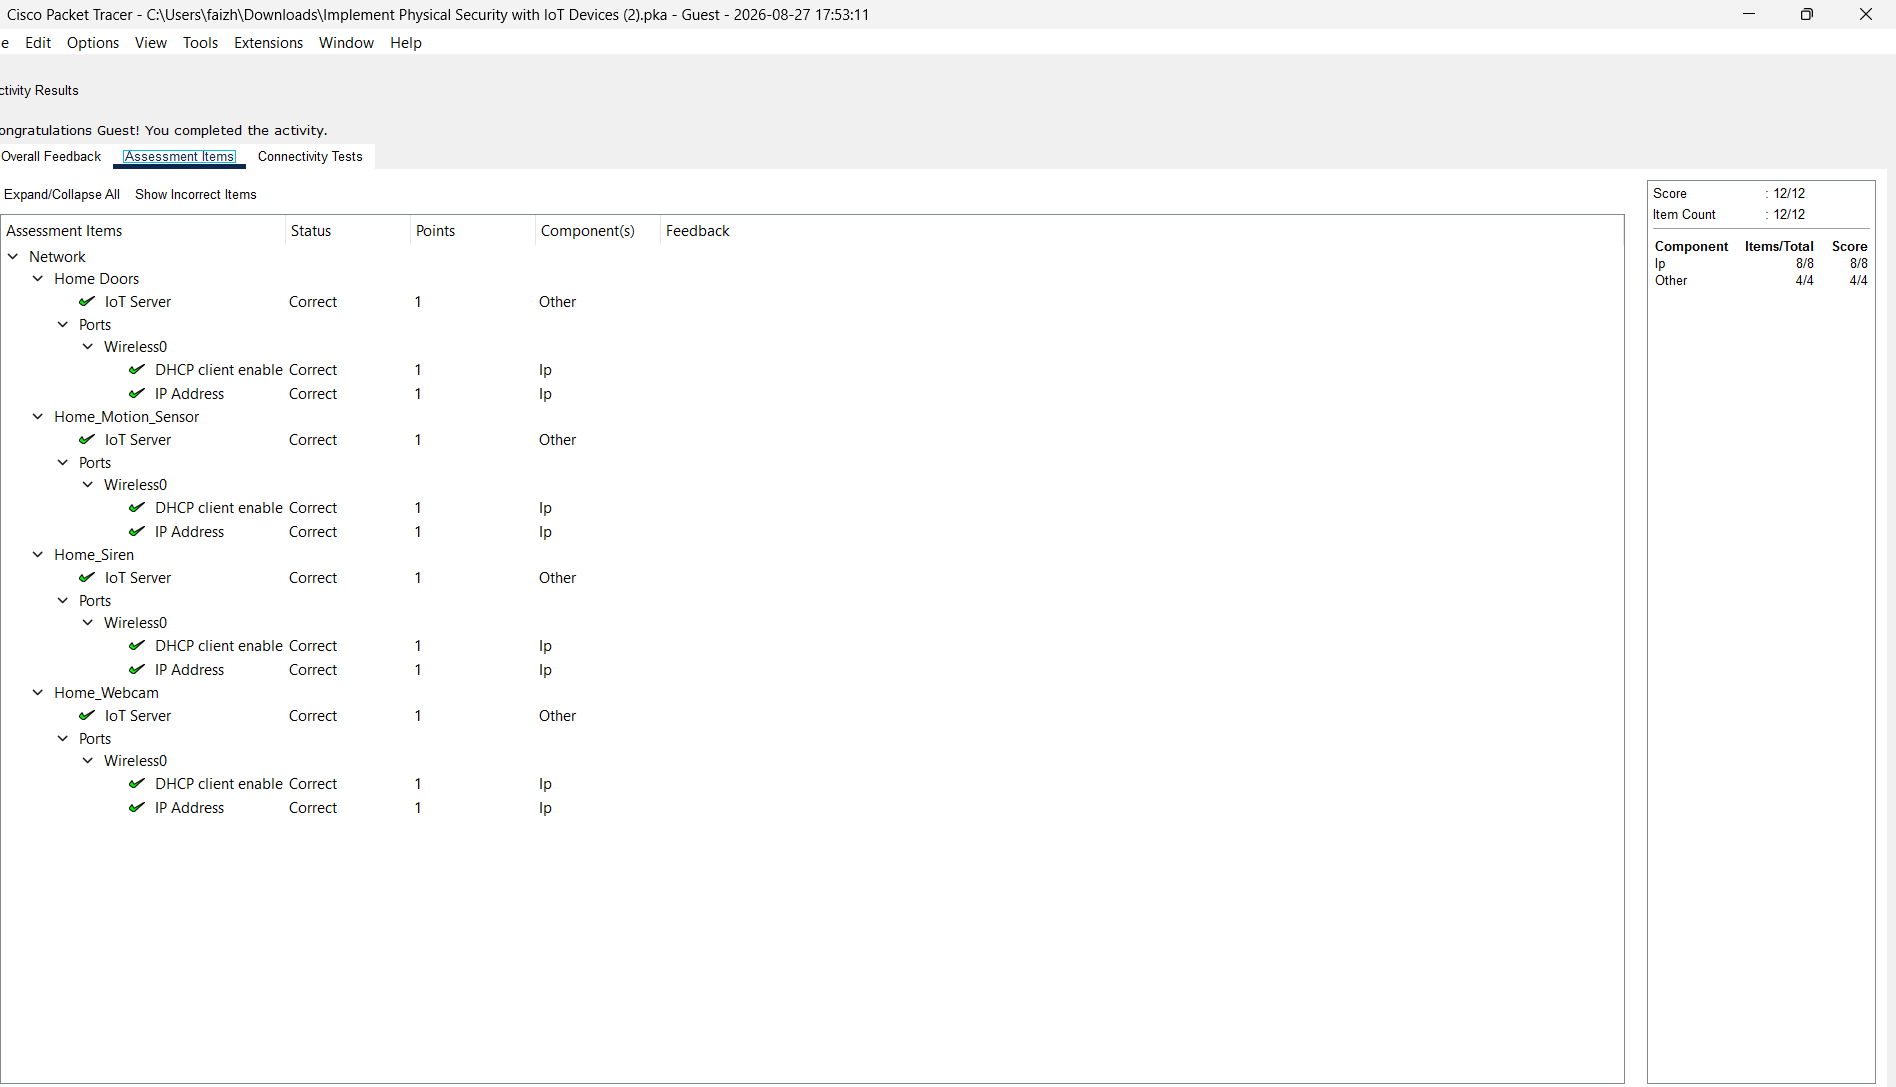 Cisco Packet Tracer - C:\Users\faizh\Downloads\Implement Physical Security with IoT Devices (2).pka - Guest - 2026-08-27 17:53:11
e Edit Options View Tools Extensions Window Help
ctivity Results
ongratulations Guest! You completed the activity.
Overall Feedback Assessment Items Connectivity Tests
Expand/Collapse All Show Incorrect Items
Assessment Items Status Points Component(s) Feedback
Network
Home Doors
IoT Server Correct 1 Other
Ports
Wireless0
DHCP client enable Correct 1 Ip
IP Address Correct 1 Ip
Home_Motion_Sensor
IoT Server Correct 1 Other
Ports
Wireless0
DHCP client enable Correct 1 Ip
IP Address Correct 1 Ip
Home_Siren
IoT Server Correct 1 Other
Ports
Wireless0
DHCP client enable Correct 1 Ip
IP Address Correct 1 Ip
Home_Webcam
IoT Server Correct 1 Other
Ports
Wireless0
DHCP client enable Correct 1 Ip
IP Address Correct 1 Ip
Score : 12/12
Item Count : 12/12
Component Items/Total Score
Ip 8/8 8/8
Other 4/4 4/4